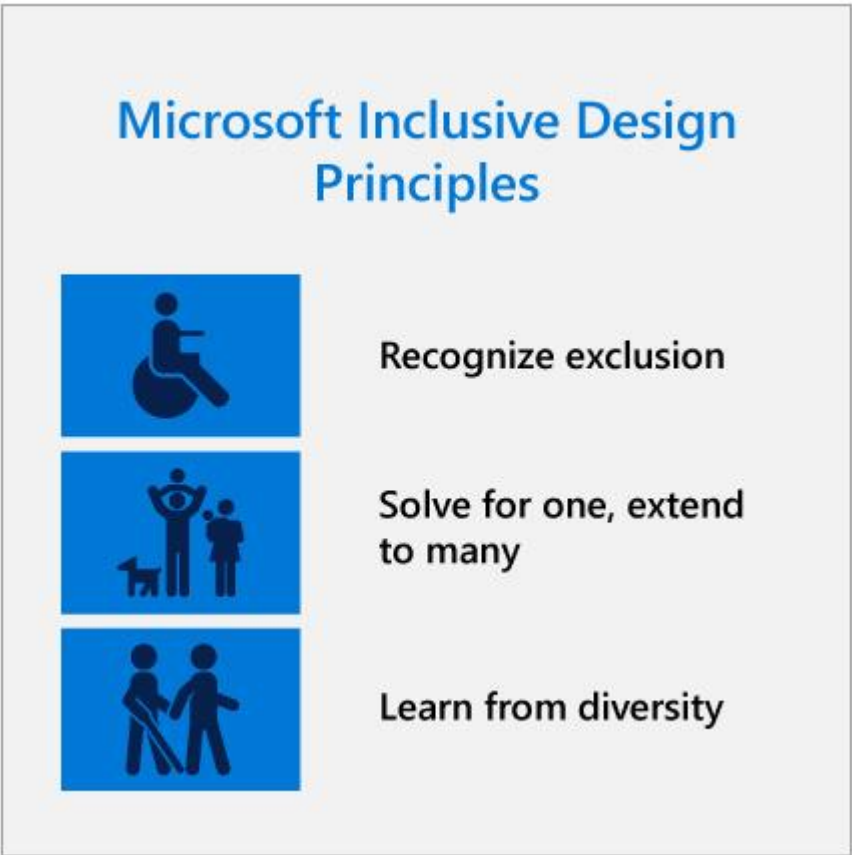 Microsoft Inclusive Design
Principles
Recognize exclusion
Solve for one, extend
to many
Learn from diversity